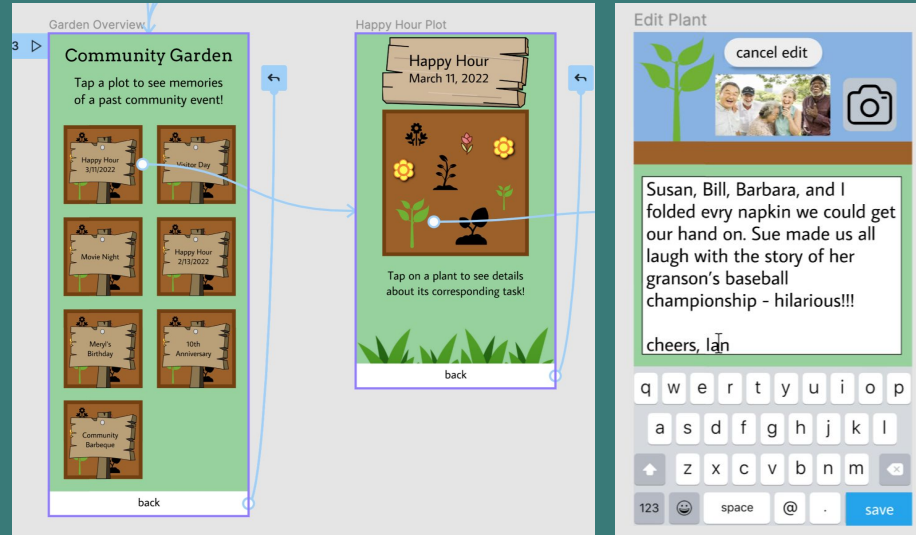 Garden Overview
3
Community Garden
Tap a plot to see memories
of a past community event!
Happy Hour
3/11/2022
Visitor Day
Movie Night
Happy Hour
2/13/2022
Meryl's
Birthday
10th
Anniversary
Community
Barbeque
back
Happy Hour Plot
Happy Hour
March 11, 2022
Tap on a plant to see details
about its corresponding task!
back
Edit Plant
cancel edit
Susan, Bill, Barbara, and I
folded evry napkin we could get
our hand on. Sue made us all
laugh with the story of her
granson's baseball
championship - hilarious!!!
cheers, Ian
q w e r t y u i o p
a s d f g h j k l
z x c v b n m
123 space @ . save